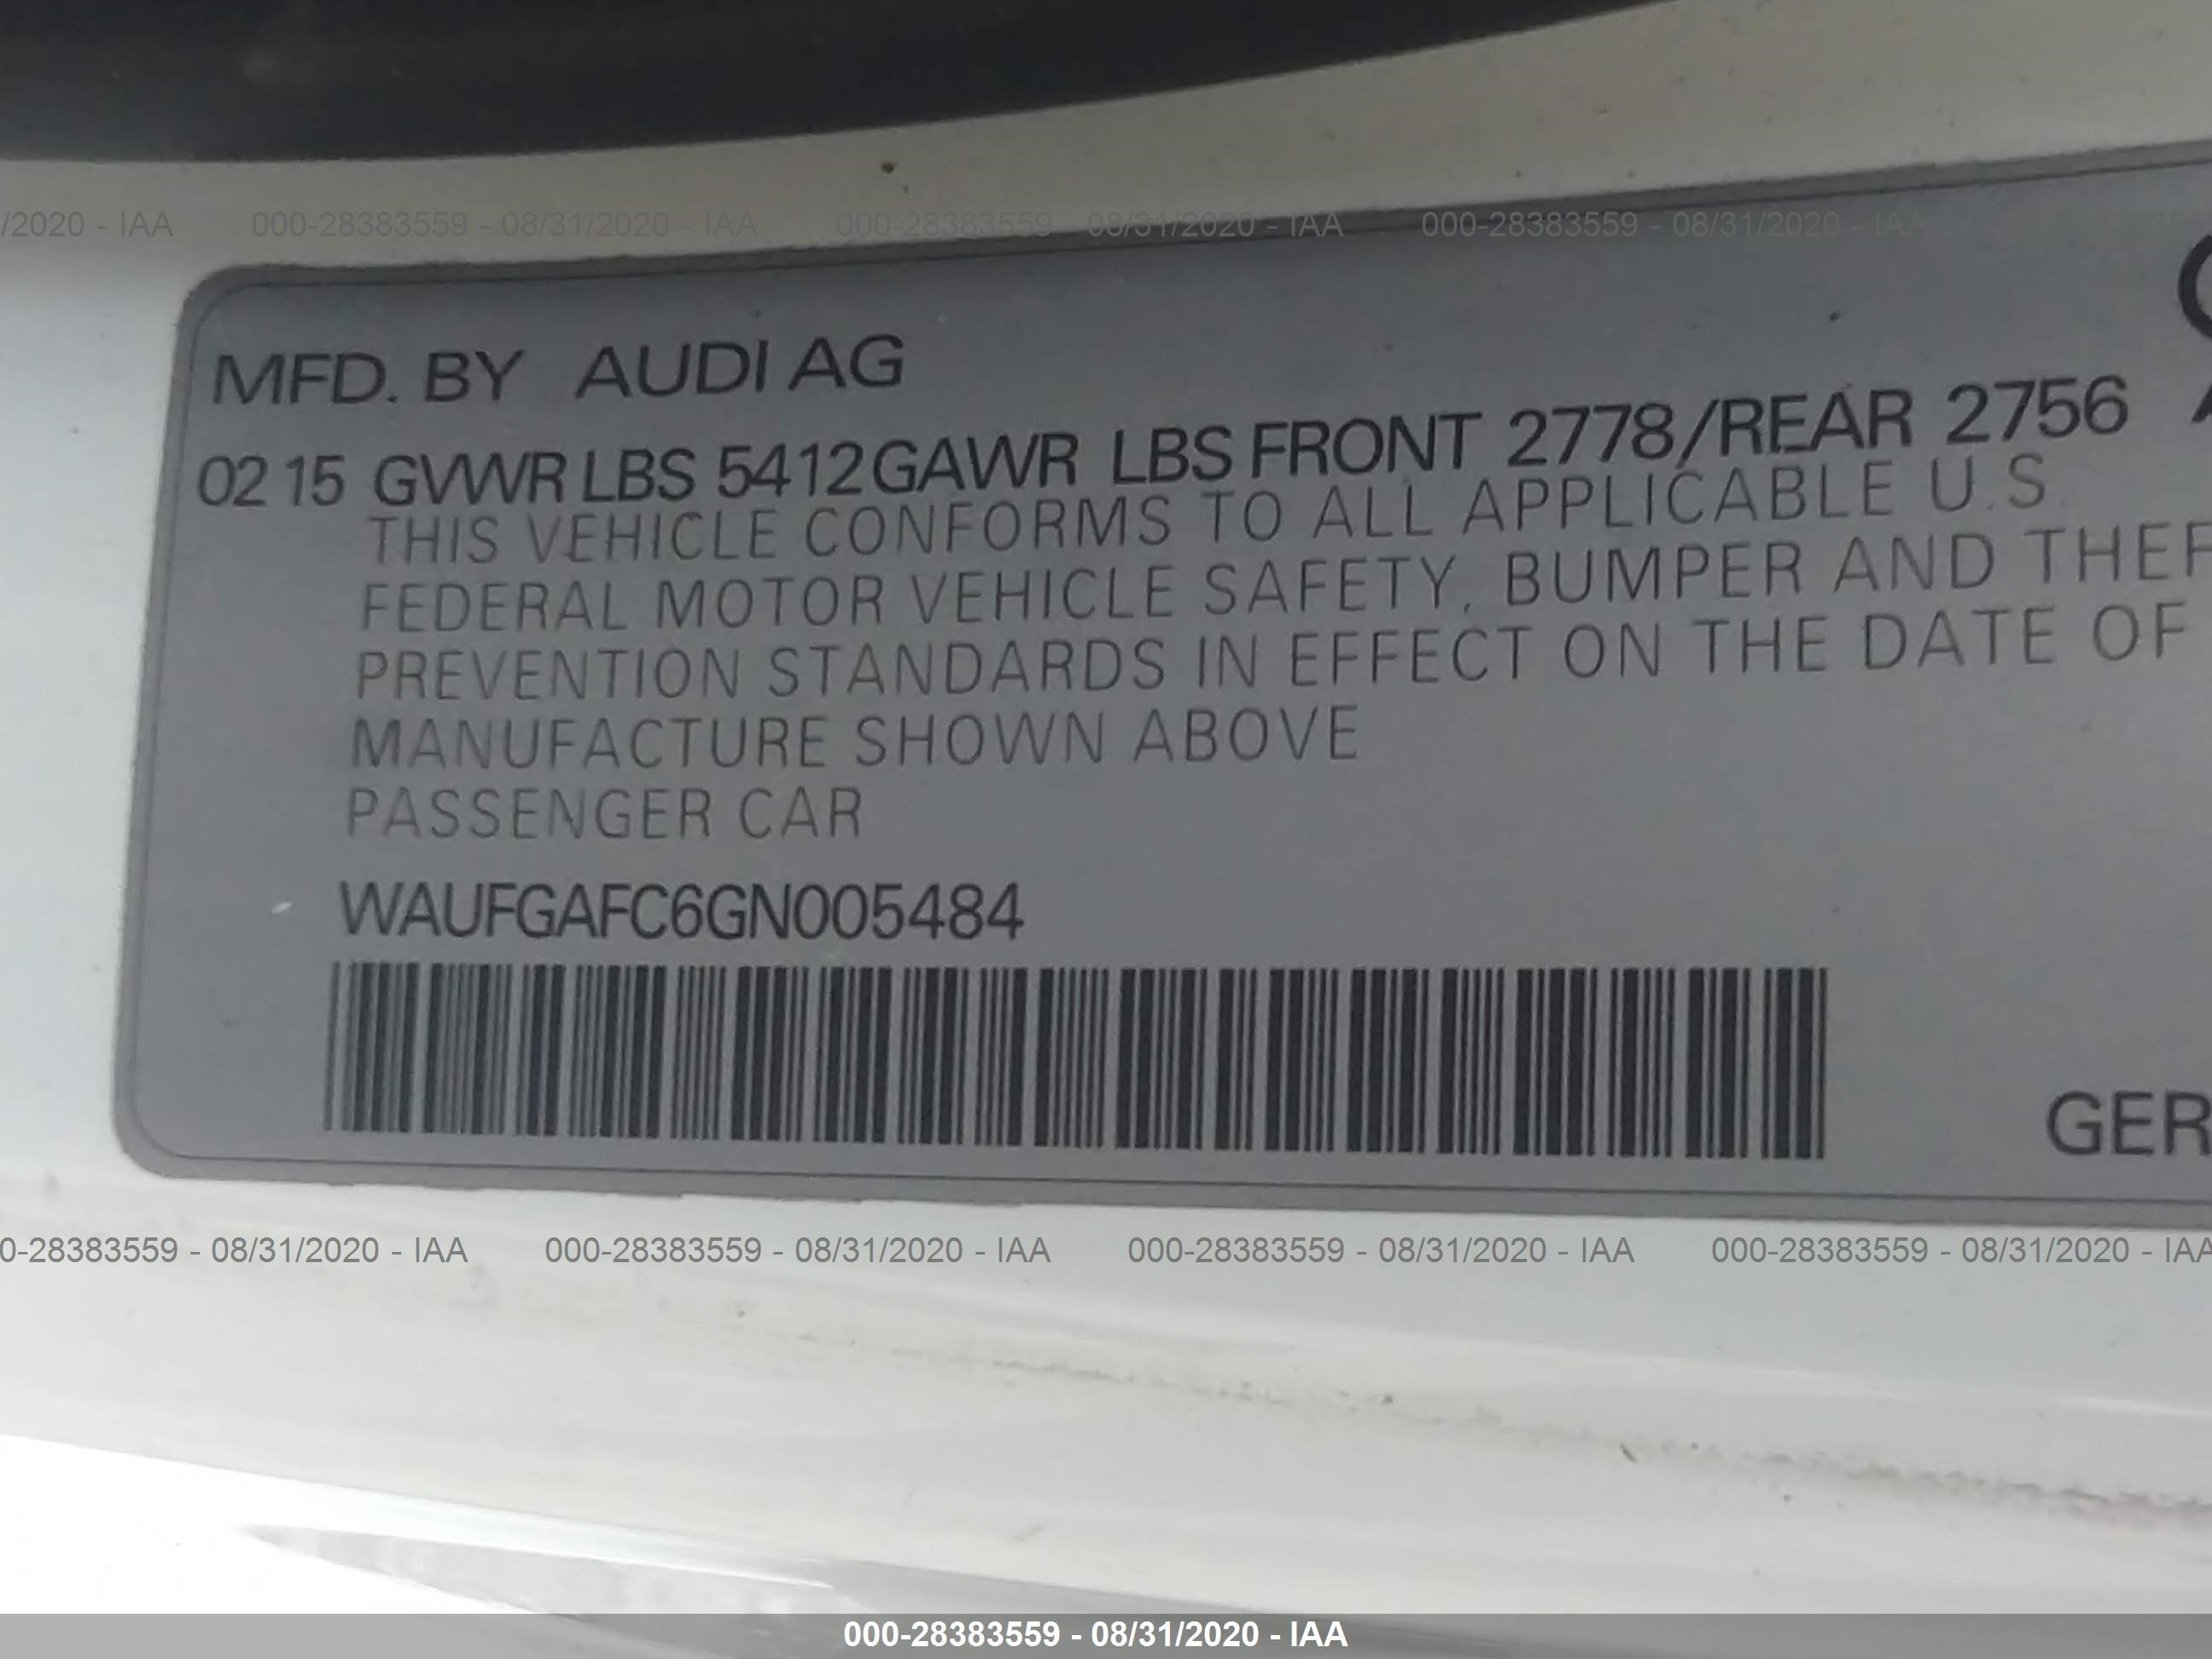 /2020 - IAA 000-28383559 - 08/31/2020 - IAA 000-28383559 - 08/31/2020 - IAA 000-28383559 - 08/31/2020 - IAA
MFD. BY AUDI AG
02 15 GVWR LBS 5412 GAWR LBS FRONT 2778/REAR 2756
THIS VEHICLE CONFORMS TO ALL APPLICABLE U.S
FEDERAL MOTOR VEHICLE SAFETY, BUMPER AND THEF
PREVENTION STANDARDS IN EFFECT ON THE DATE OF
MANUFACTURE SHOWN ABOVE
PASSENGER CAR
WAUFGAFC6GN005484
GER
0-28383559 - 08/31/2020 - IAA 000-28383559 - 08/31/2020 - IAA 000-28383559 - 08/31/2020 - IAA 000-28383559 - 08/31/2020 - IAA
000-28383559 - 08/31/2020 - IAA